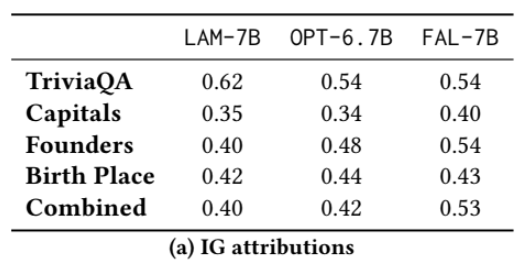 LAM-7B OPT-6.7B FAL-7B
TriviaQA 0.62 0.54 0.54
Capitals 0.35 0.34 0.40
Founders 0.40 0.48 0.54
Birth Place 0.42 0.44 0.43
Combined 0.40 0.42 0.53
(a) IG attributions